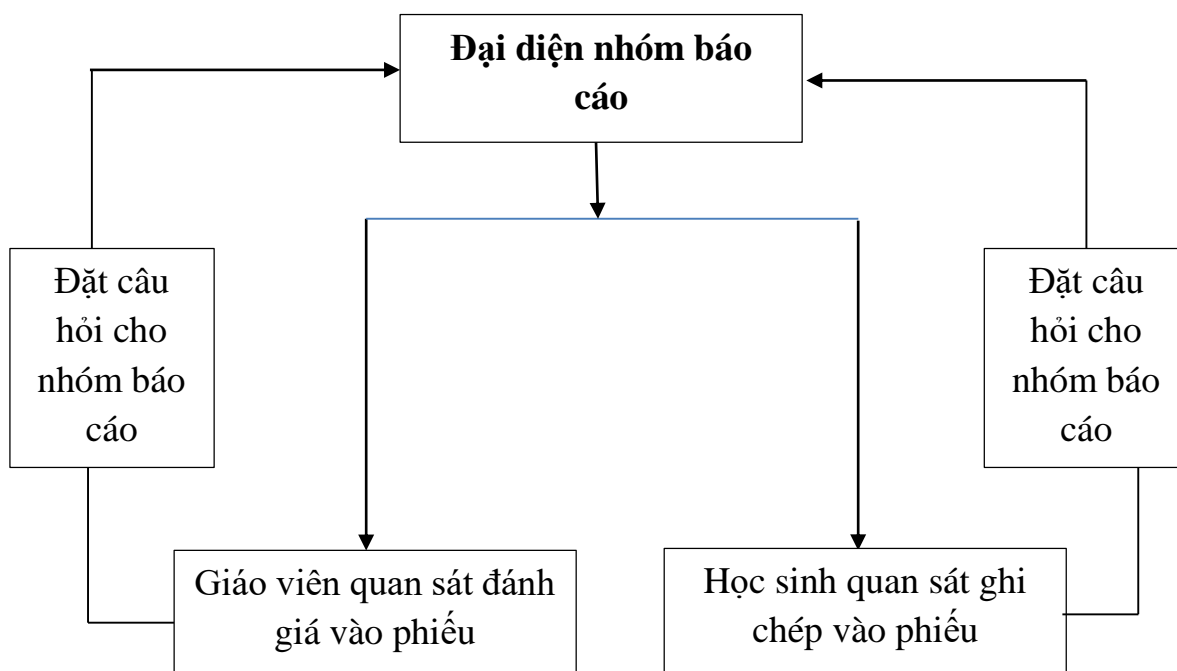 Đại diện nhóm báo
cáo
Đặt câu
hỏi cho
nhóm báo
cáo
Đặt câu
hỏi cho
nhóm báo
cáo
Giáo viên quan sát đánh
giá vào phiếu
Học sinh quan sát ghi
chép vào phiếu